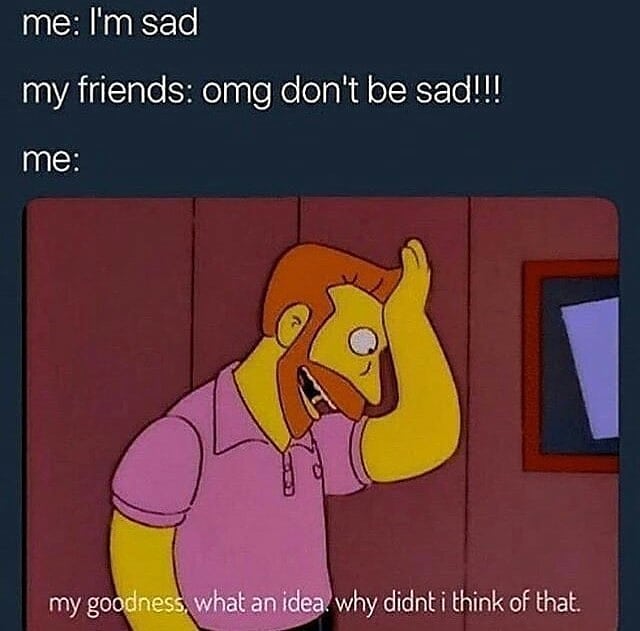 me: I'm sad
my friends: omg don't be sad!!!
me:
my goodness, what an idea. why didnt i think of that.